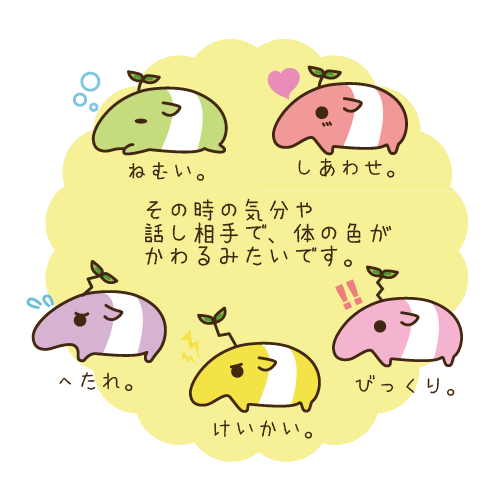 ねむい。
しあわせ。
その時の気分や
話し相手で、体の色が
かわるみたいです。
へたれ。
けいかい。
びっくり。